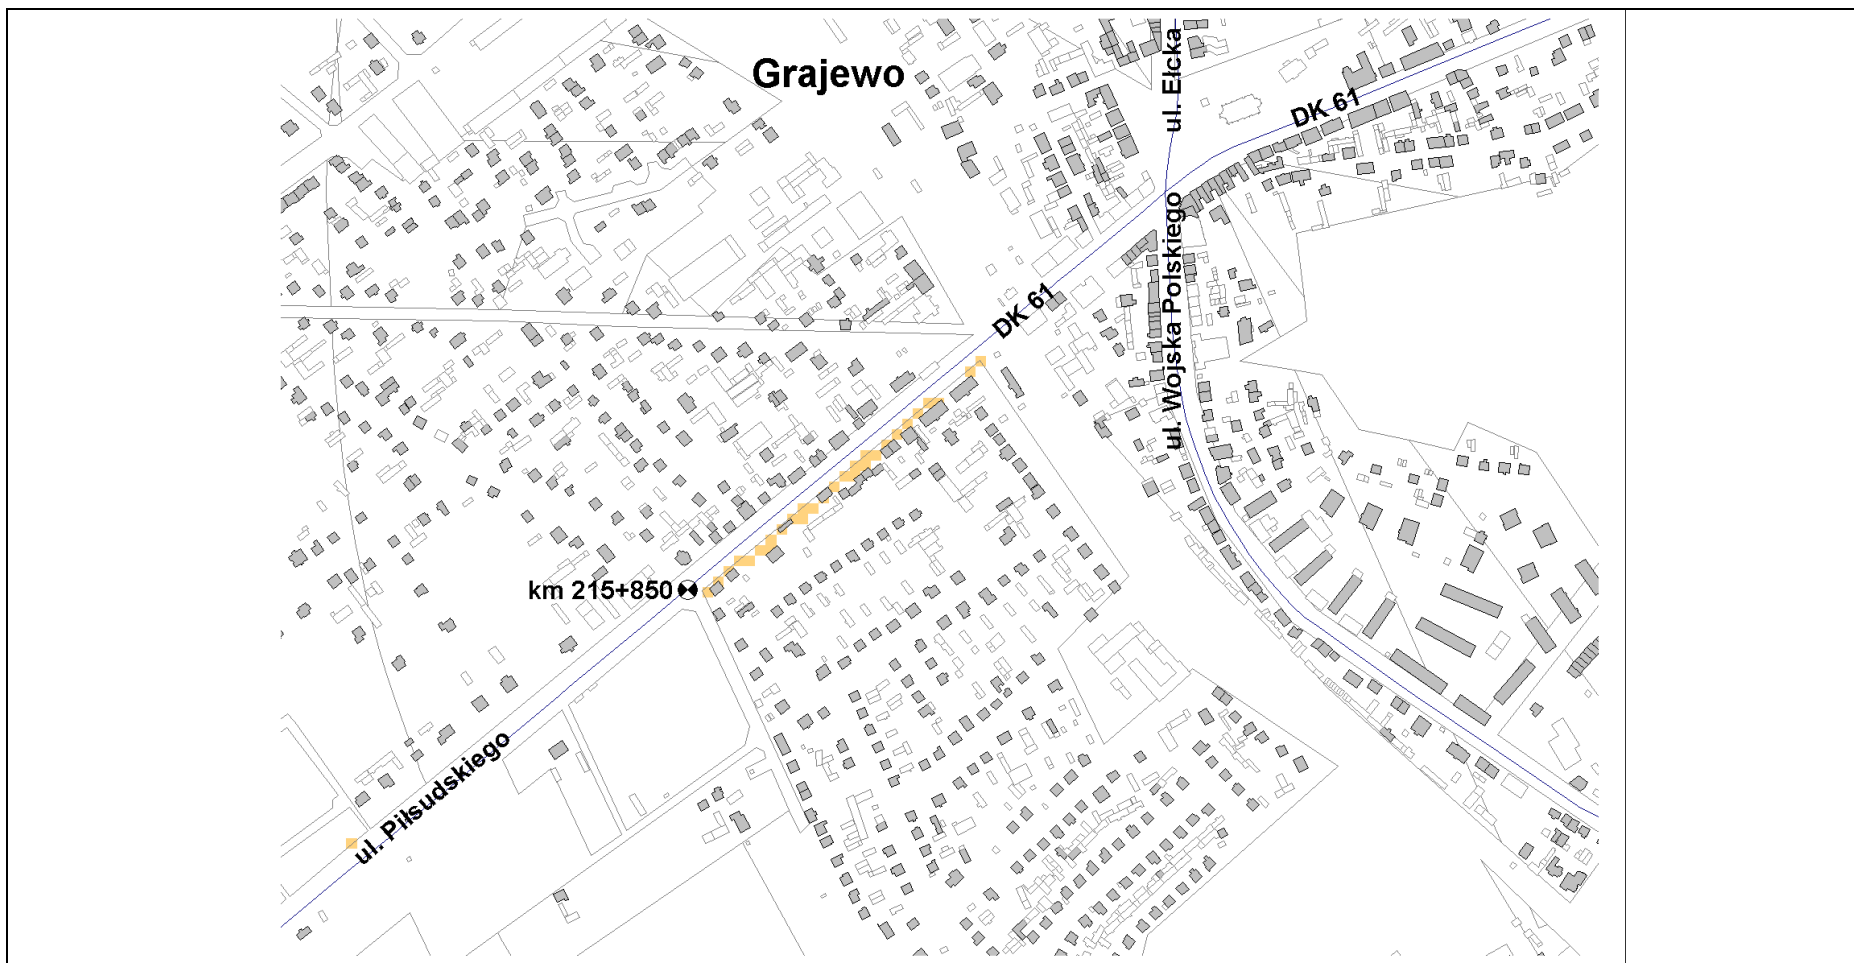 Grajewo
ul. Ełcka
DK 61
ul. Wojska Polskiego
DK 61
km 215+850
ul. Piłsudskiego